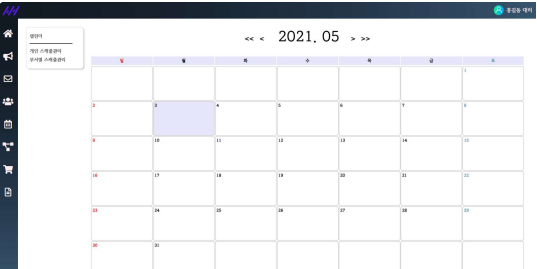 홍길동 대리
캘린더
개인 스케줄관리
부서별 스케줄관리
<< < 2021. 05 > >>
일 월 화 수 목 금 토
1
2 3 4 5 6 7 8
9 10 11 12 13 14 15
16 17 18 19 20 21 22
23 24 25 26 27 28 29
30 31